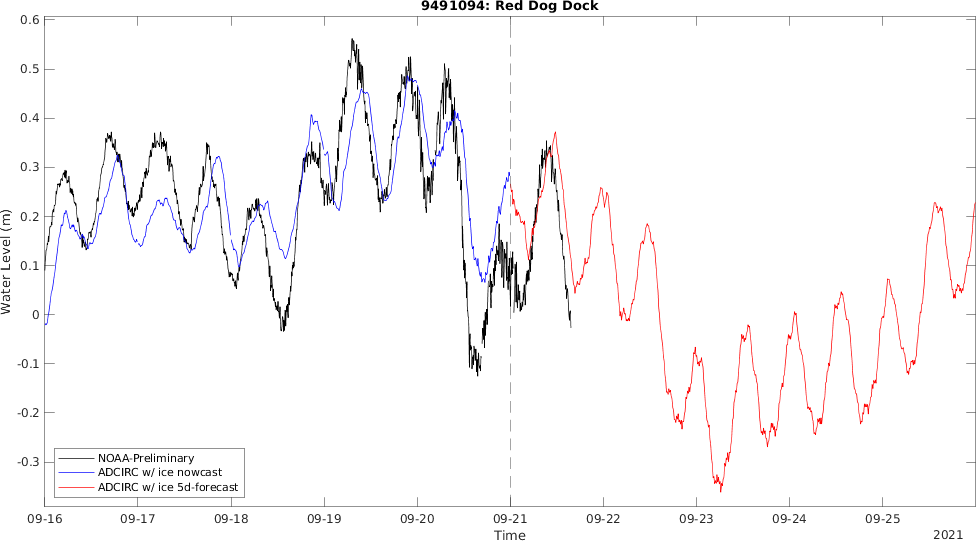 9491094: Red Dog Dock
0.6
0.5
0.4
0.3
0.2
0.1
0
-0.1
-0.2
-0.3
Water Level (m)
NOAA-Preliminary
ADCIRC w/ ice nowcast
ADCIRC w/ ice 5d-forecast
09-16 09-17 09-18 09-19 09-20 09-21 09-22 09-23 09-24 09-25
Time
2021